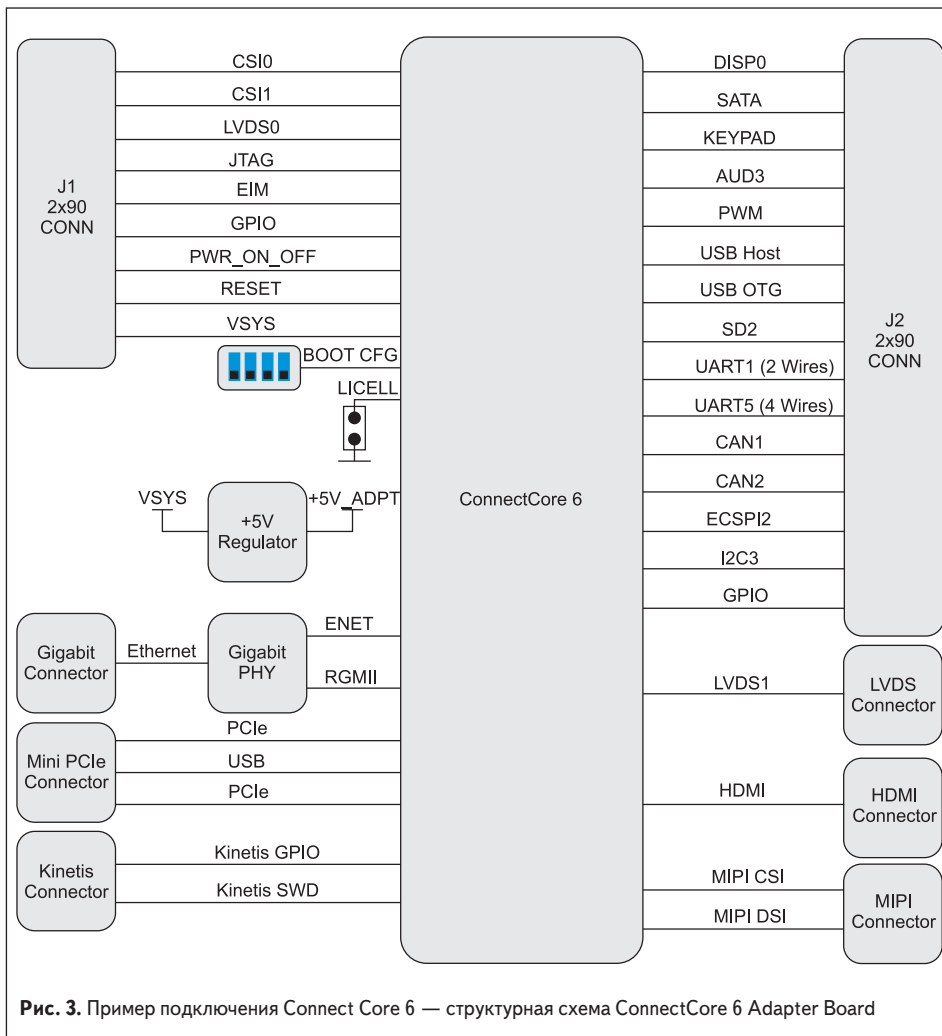 J1
2x90
CONN
CSI0
CSI1
LVDS0
JTAG
EIM
GPIO
PWR_ON_OFF
RESET
VSYS
BOOT CFG
LICELL
VSYS
+5V
Regulator
+5V_ADPT
Gigabit
Connector
Ethernet
Gigabit
PHY
ENET
RGMII
Mini PCIe
Connector
PCIe
USB
PCIe
Kinetis
Connector
Kinetis GPIO
Kinetis SWD
ConnectCore 6
DISP0
SATA
KEYPAD
AUD3
PWM
USB Host
USB OTG
SD2
UART1 (2 Wires)
UART5 (4 Wires)
CAN1
CAN2
ECSPI2
I2C3
GPIO
J2
2x90
CONN
LVDS1
LVDS
Connector
HDMI
HDMI
Connector
MIPI CSI
MIPI DSI
MIPI
Connector
Рис. 3. Пример подключения Connect Core 6 — структурная схема ConnectCore 6 Adapter Board